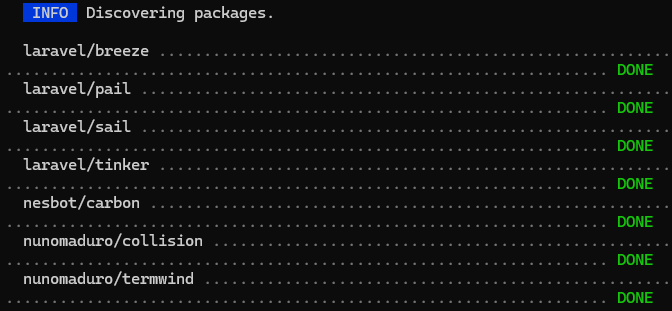 INFO Discovering packages.
laravel/breeze ........................................................
.................................................................. DONE
laravel/pail ..........................................................
.................................................................. DONE
laravel/sail ..........................................................
.................................................................. DONE
laravel/tinker ........................................................
.................................................................. DONE
nesbot/carbon .........................................................
.................................................................. DONE
nunomaduro/collision ..................................................
.................................................................. DONE
nunomaduro/termwind ...................................................
.................................................................. DONE